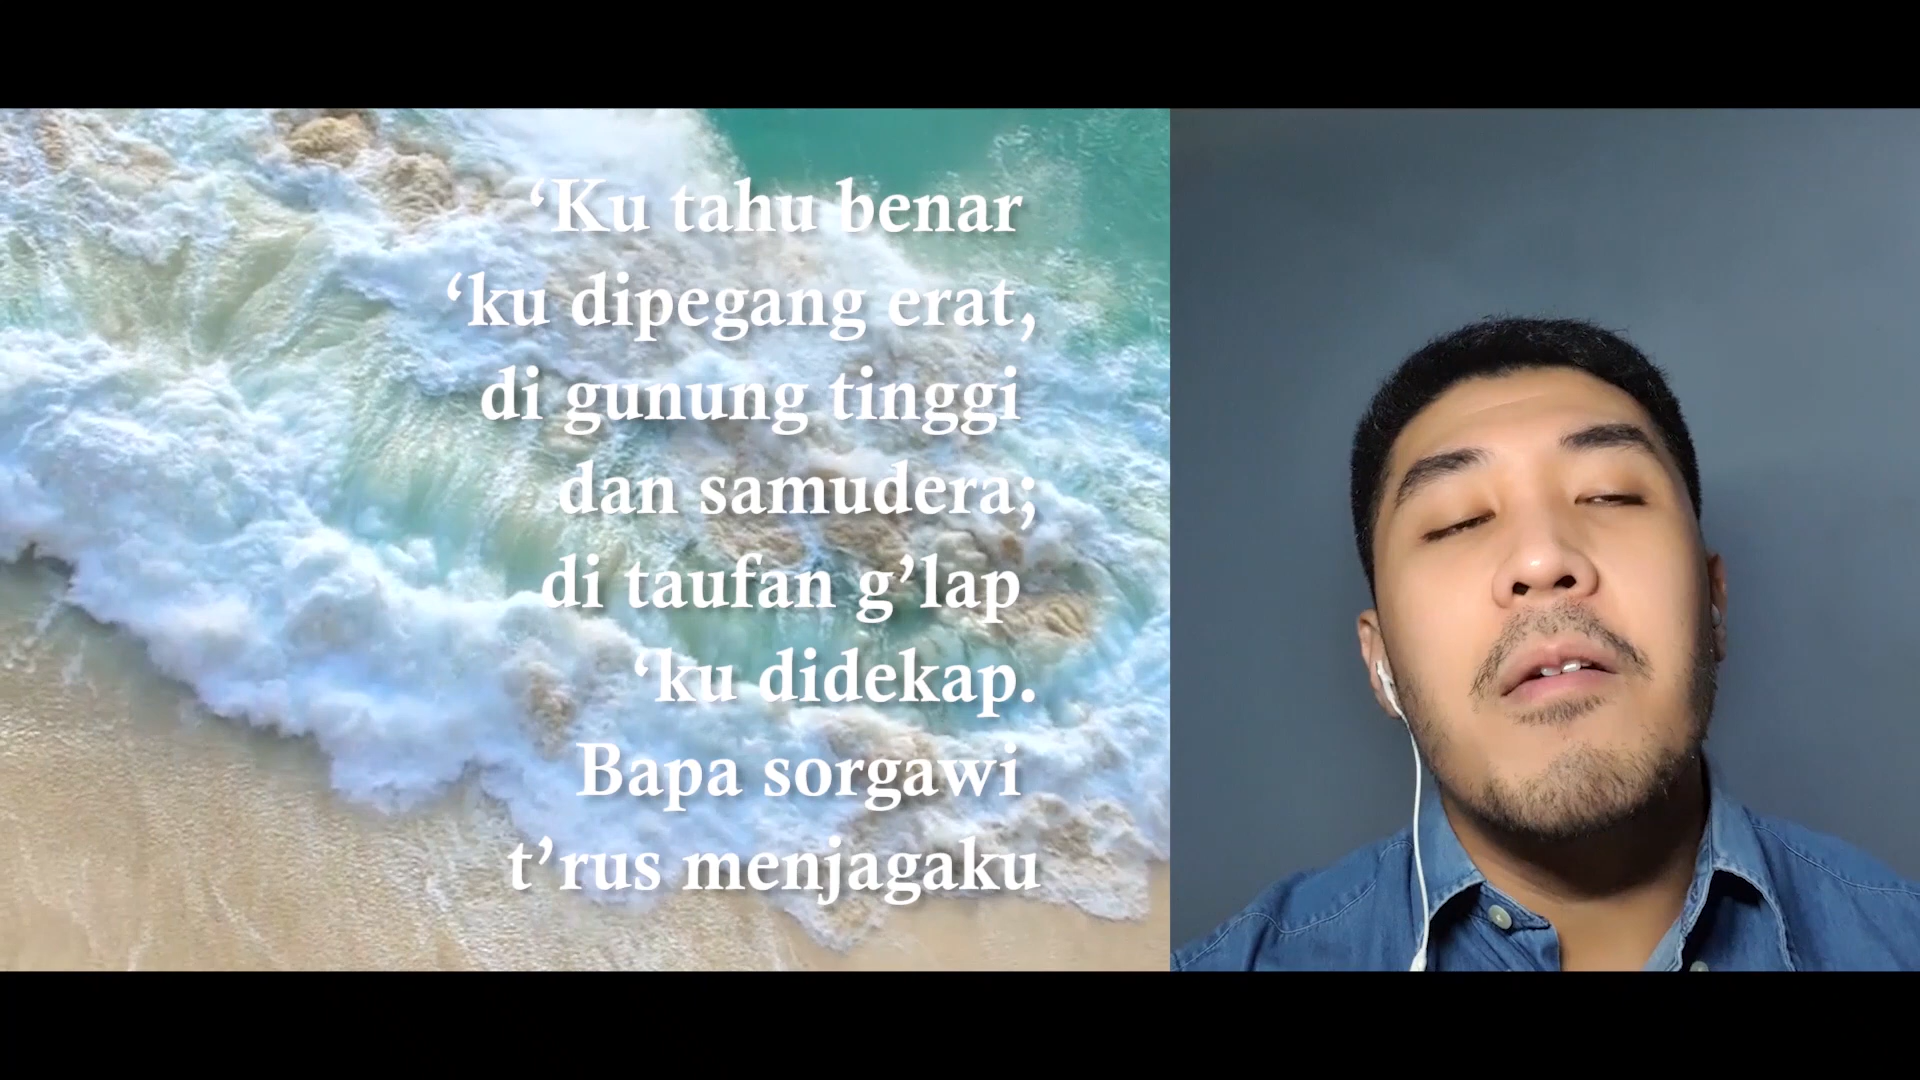 ‘Ku tahu benar
‘ku dipegang erat,
di gunung tinggi
dan samudera;
di taufan g’lap
‘ku didekap.
Bapa sorgawi
t’rus menjagaku